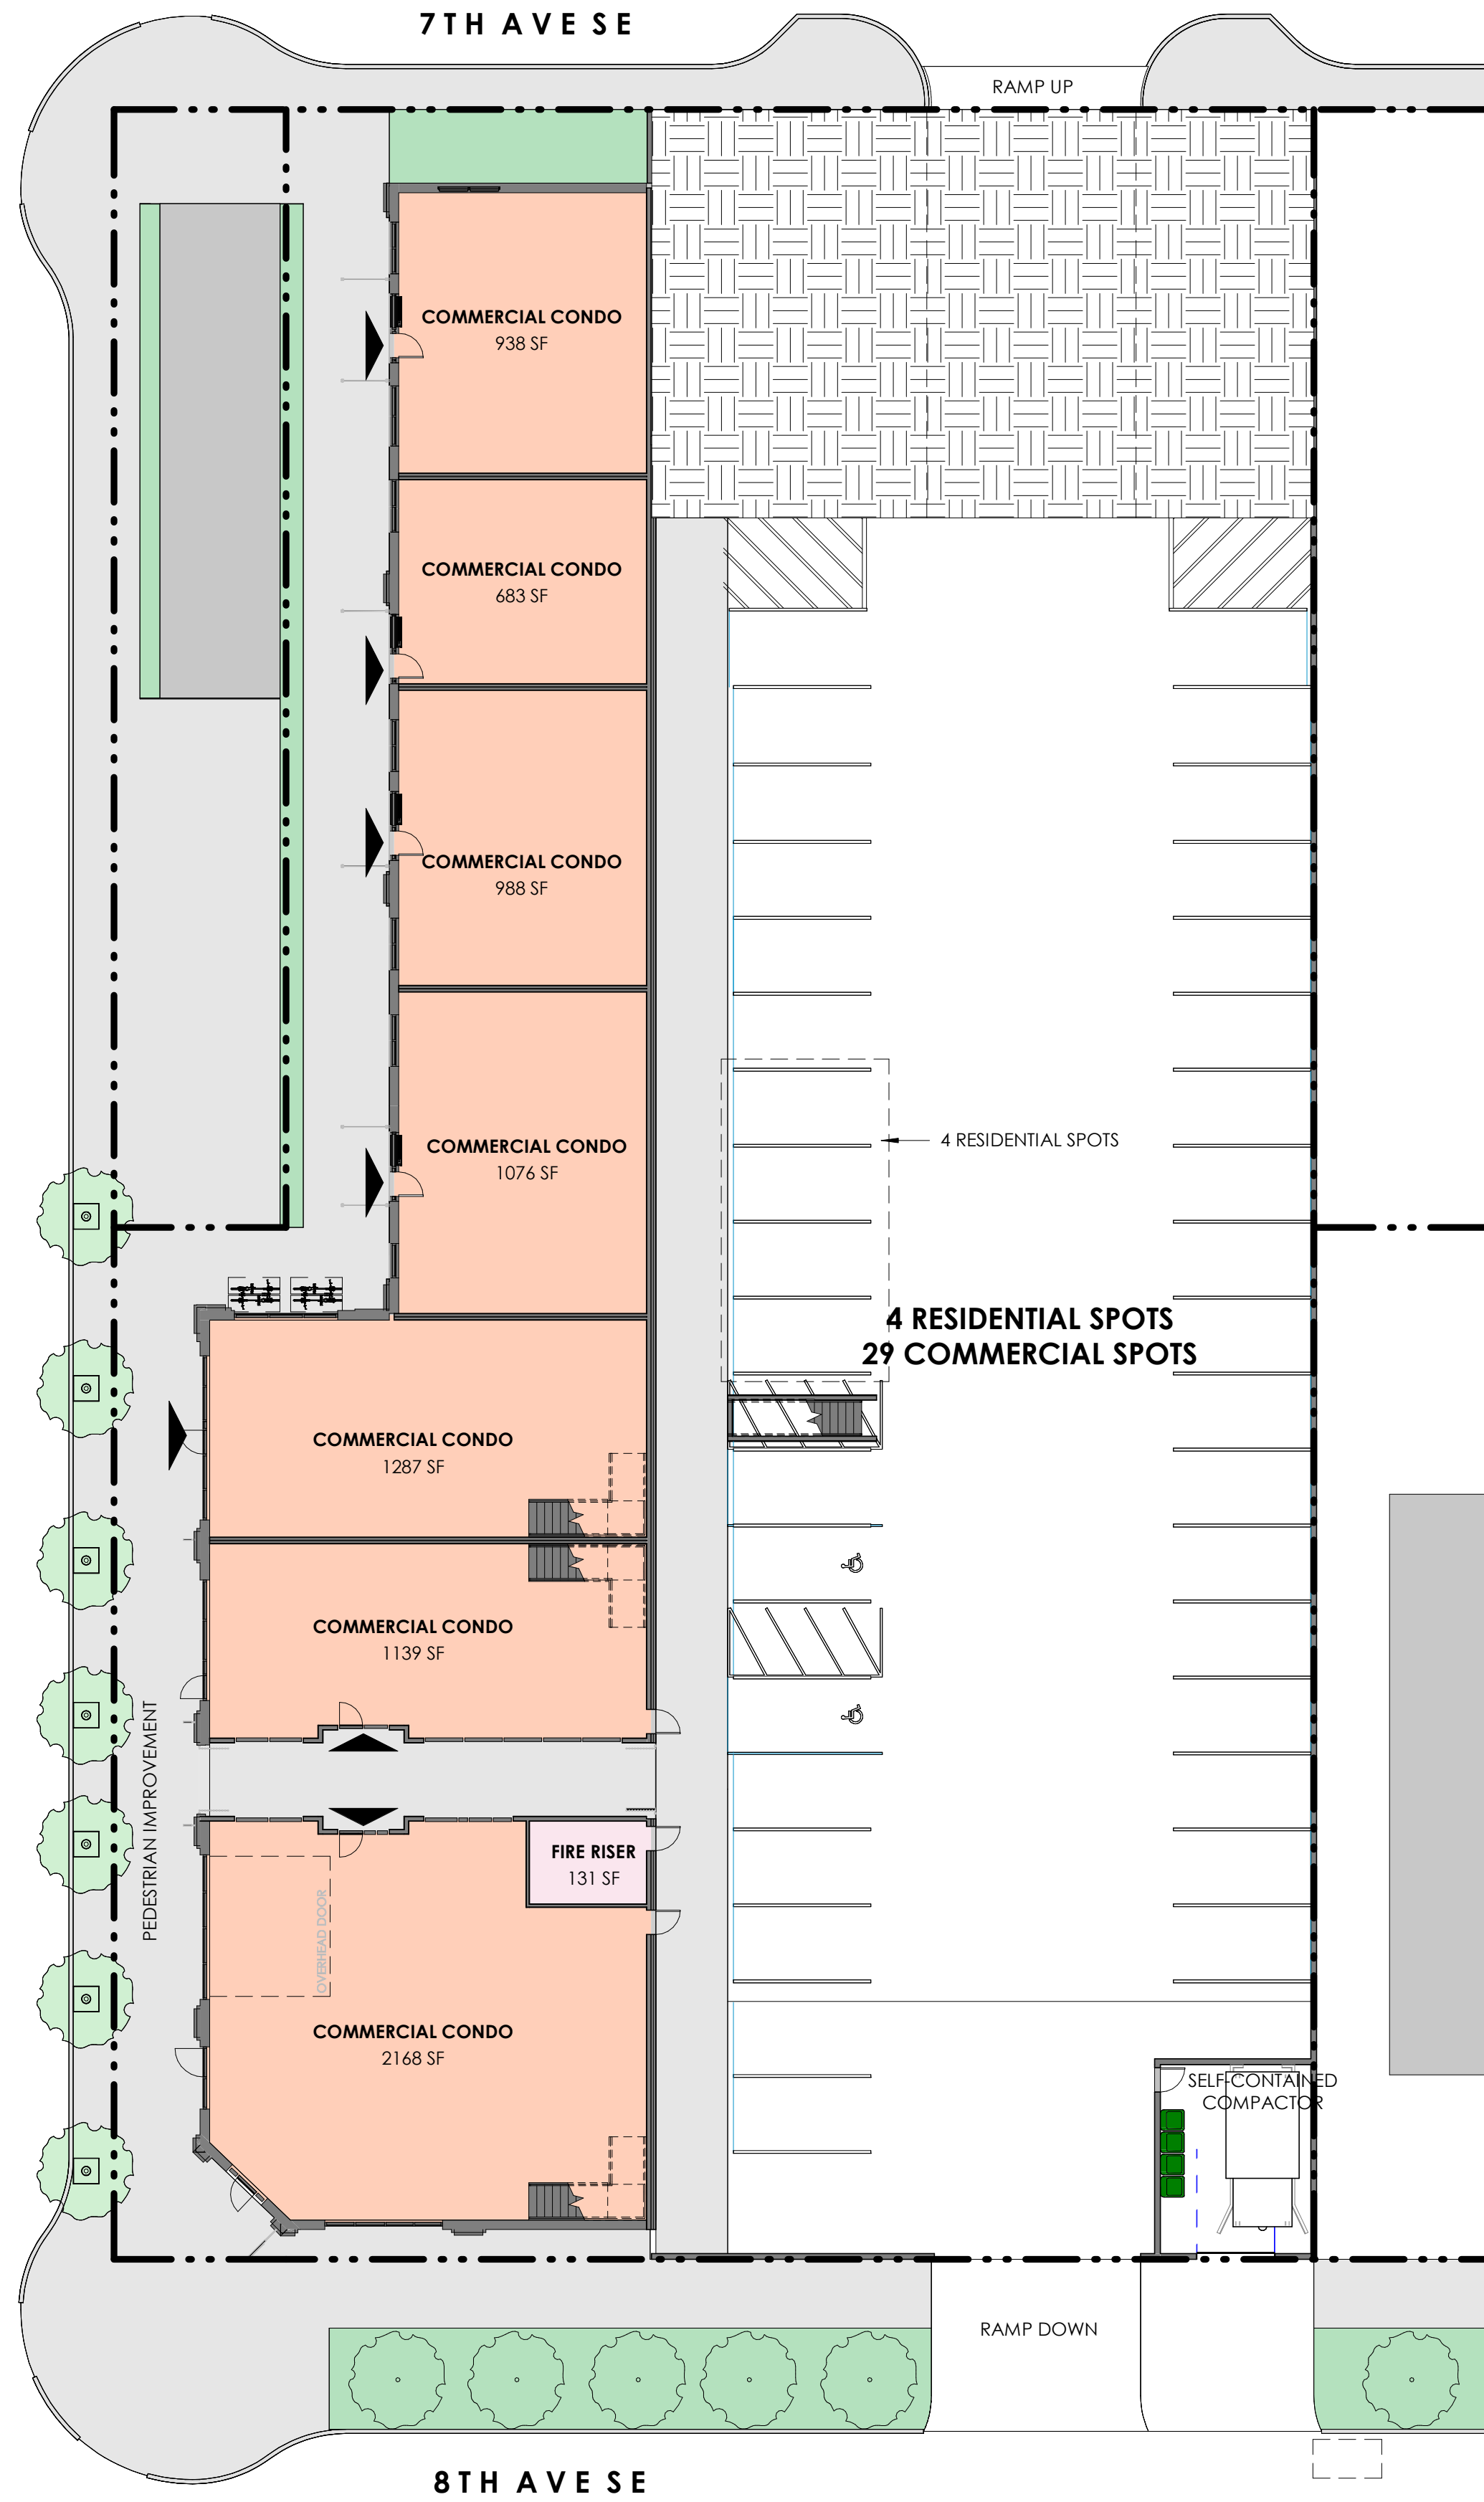 7TH AVE SE
RAMP UP
COMMERCIAL CONDO
938 SF
COMMERCIAL CONDO
683 SF
COMMERCIAL CONDO
988 SF
COMMERCIAL CONDO
1076 SF
4 RESIDENTIAL SPOTS
4 RESIDENTIAL SPOTS
29 COMMERCIAL SPOTS
COMMERCIAL CONDO
1287 SF
COMMERCIAL CONDO
1139 SF
PEDESTRIAN IMPROVEMENT
FIRE RISER
131 SF
OVERHEAD DOOR
COMMERCIAL CONDO
2168 SF
SELF-CONTAINED
COMPACTOR
RAMP DOWN
8TH AVE SE